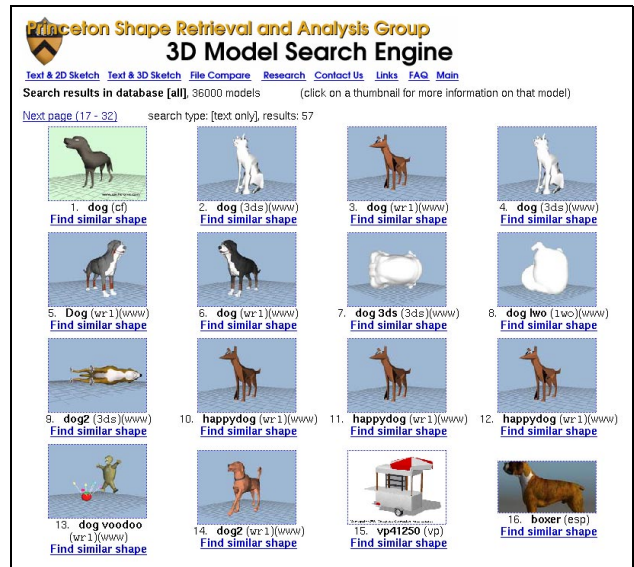 Princeton Shape Retrieval and Analysis Group
3D Model Search Engine
Text & 2D Sketch Text & 3D Sketch File Compare Research Contact Us Links FAQ Main
Search results in database [all], 36000 models (click on a thumbnail for more information on that model)
Next page (17 - 32) search type: [text only], results: 57
1. dog (cf) 2. dog (3ds)(www) 3. dog (wrl)(www) 4. dog (3ds)(www)
Find similar shape Find similar shape Find similar shape Find similar shape
5. Dog (wrl)(www) 6. dog (wrl)(www) 7. dog 3ds (3ds)(www) 8. dog lwo (lwo)(www)
Find similar shape Find similar shape Find similar shape Find similar shape
9. dog2 (3ds)(www) 10. happydog (wrl)(www) 11. happydog (wrl)(www) 12. happydog (wrl)(www)
Find similar shape Find similar shape Find similar shape Find similar shape
13. dog voodoo
(wrl)(www)
Find similar shape
14. dog2 (wrl)(www)
Find similar shape
15. vp41250 (vp)
Find similar shape
16. boxer (esp)
Find similar shape